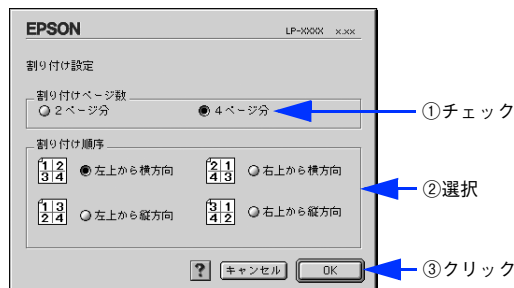 EPSON LP-XXXX x.xx
割り付け設定
割り付けページ数
2ページ分 4ページ分 ①チェック
割り付け順序
1 2 左上から横方向 2 1 右上から横方向
3 4 4 3
②選択
1 3 左上から縦方向 3 1 右上から縦方向
2 4 4 2
? キャンセル OK ③クリック